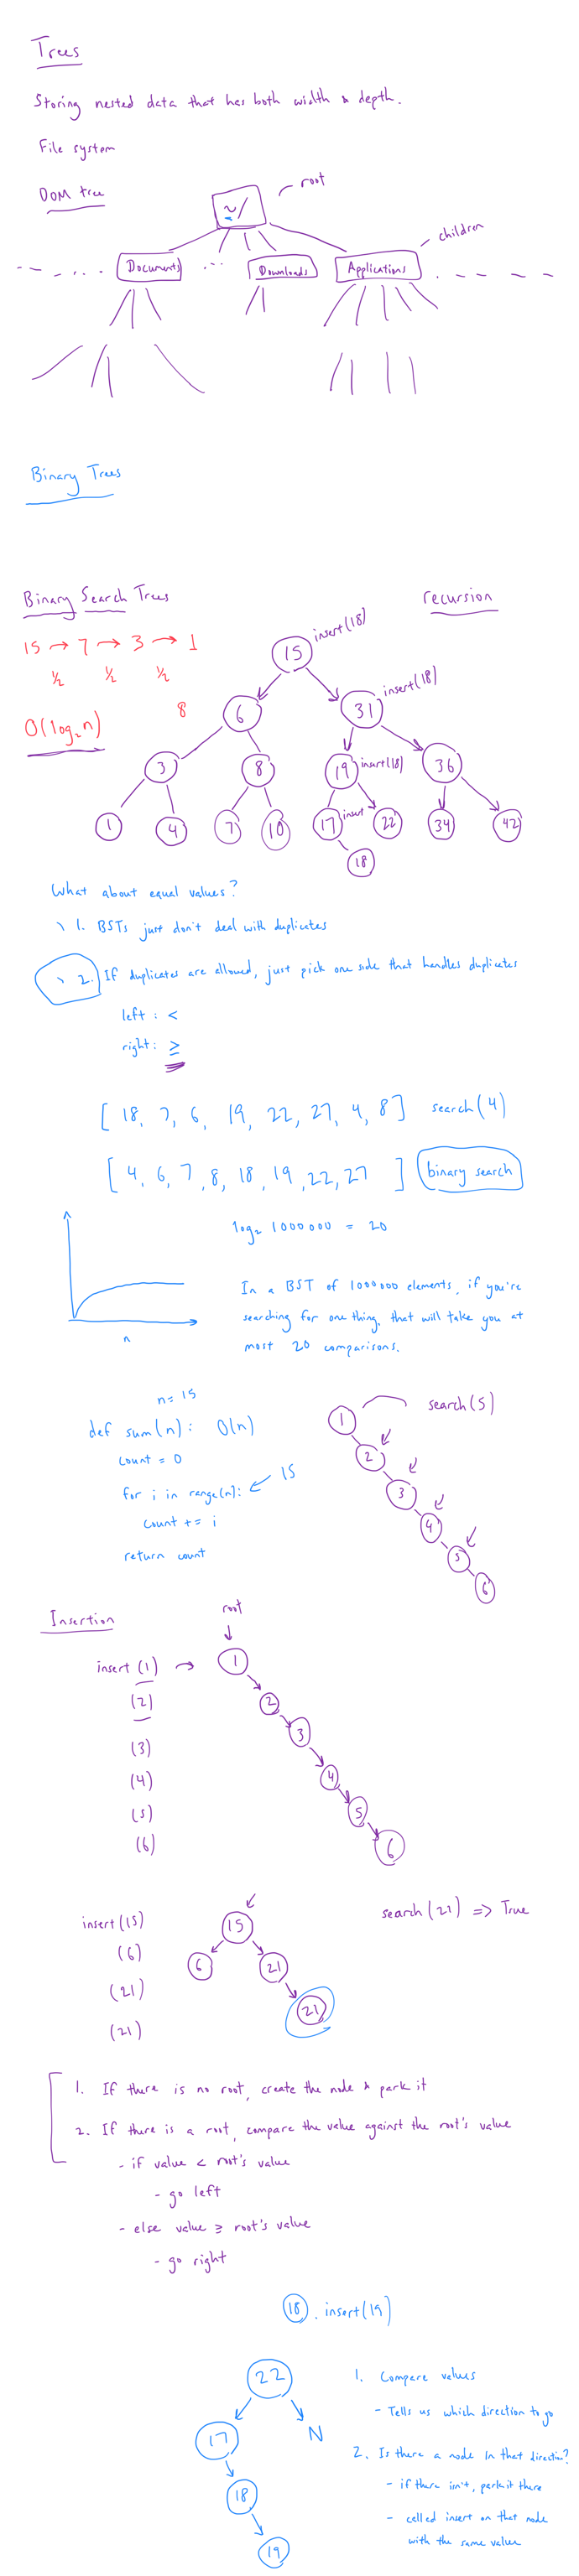 Trees
Storing nested data that has both width & depth.
File system
DOM tree
~/
root
children
Documents
...
Downloads
Applications
Binary Trees
Binary Search Trees
recursion
15 → 7 → 3 → 1
1/2 1/2 1/2
O(log₂n)
8
15 insert(18)
6 31 insert(18)
3 8 19 insert(18) 36
1 4 7 10 17 insert 22 34 42
18
What about equal values?
1. BSTs just don't deal with duplicates
2. If duplicates are allowed, just pick one side that handles duplicates
left : <
right : ≥
[ 18, 7, 6, 19, 22, 27, 4, 8 ] search(4)
[ 4, 6, 7, 8, 18, 19, 22, 27 ] binary search
log₂ 1000000 = 20
n
In a BST of 1000000 elements, if you're
searching for one thing, that will take you at
most 20 comparisons.
n = 15
def sum(n): O(n)
count = 0
for i in range(n): ← 15
count += i
return count
search(5)
1
2
3
4
5
6
Insertion
root
insert (1) → 1
(2) 2
(3) 3
(4) 4
(5) 5
(6) 6
insert(15) 15 search(21) => True
(6) 6 21
(21) 21
(21)
1. If there is no root, create the node & park it
2. If there is a root, compare the value against the root's value
- if value < root's value
- go left
- else value ≥ root's value
- go right
18 . insert(19)
22
17 N
18
19
1. Compare values
- Tells us which direction to go
2. Is there a node in that direction?
- if there isn't, park it there
- called insert on that node
with the same value